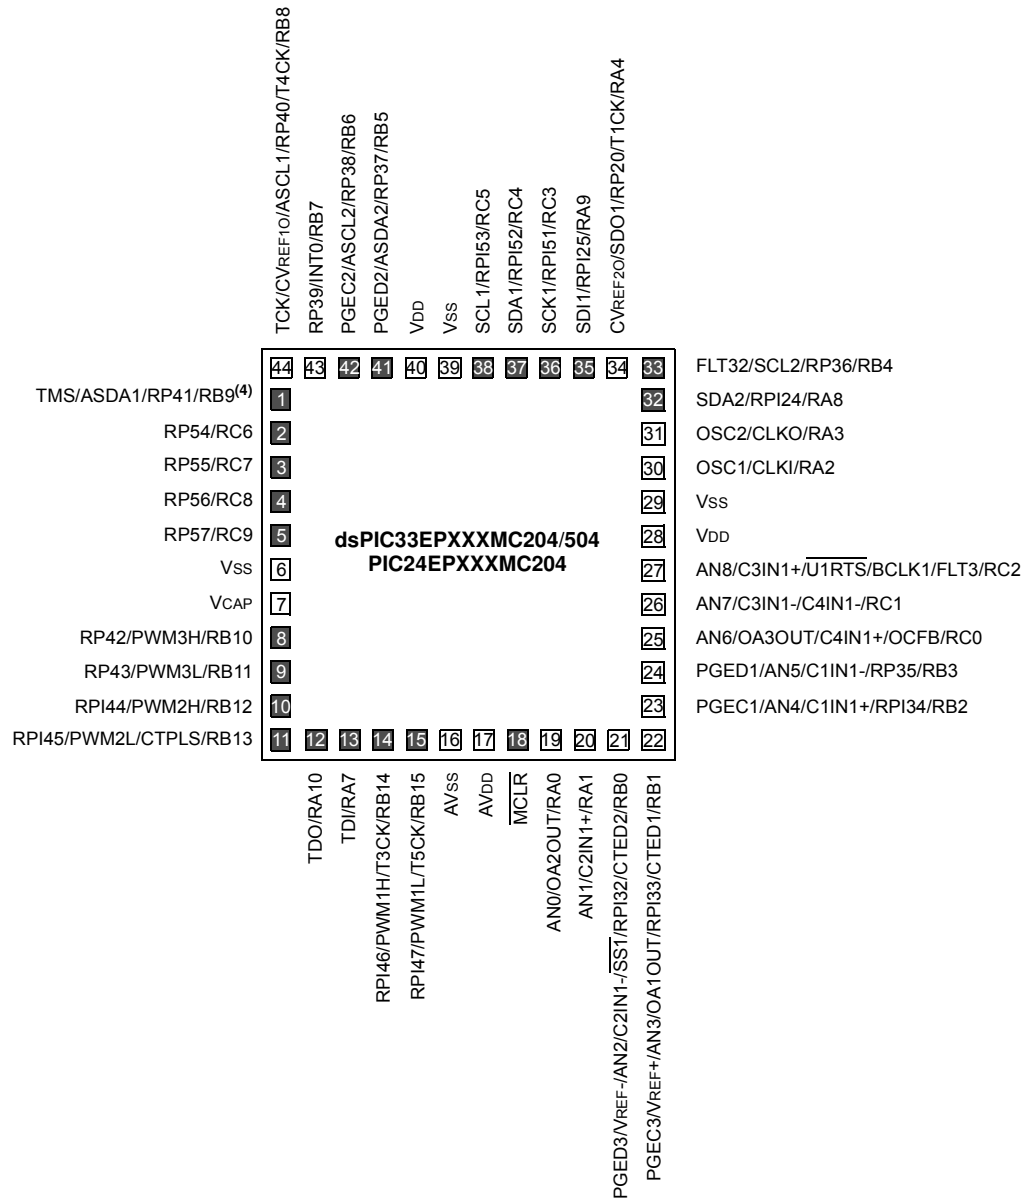 TCK/CVREF1O/ASCL1/RP40/T4CK/RB8
RP39/INT0/RB7
PGEC2/ASCL2/RP38/RB6
PGED2/ASDA2/RP37/RB5
VDD
VSS
SCL1/RPI53/RC5
SDA1/RPI52/RC4
SCK1/RPI51/RC3
SDI1/RPI25/RA9
CVREF2O/SDO1/RP20/T1CK/RA4
44 43 42 41 40 39 38 37 36 35 34 33 FLT32/SCL2/RP36/RB4
TMS/ASDA1/RP41/RB9(4) 1 32 SDA2/RPI24/RA8
RP54/RC6 2 31 OSC2/CLKO/RA3
RP55/RC7 3 30 OSC1/CLKI/RA2
RP56/RC8 4 29 VSS
RP57/RC9 5 28 VDD
dsPIC33EPXXXMC204/504
PIC24EPXXXMC204
VSS 6 27 AN8/C3IN1+/U1RTS/BCLK1/FLT3/RC2
VCAP 7 26 AN7/C3IN1-/C4IN1-/RC1
RP42/PWM3H/RB10 8 25 AN6/OA3OUT/C4IN1+/OCFB/RC0
RP43/PWM3L/RB11 9 24 PGED1/AN5/C1IN1-/RP35/RB3
RPI44/PWM2H/RB12 10 23 PGEC1/AN4/C1IN1+/RPI34/RB2
RPI45/PWM2L/CTPLS/RB13 11 12 13 14 15 16 17 18 19 20 21 22
TDO/RA10
TDI/RA7
RPI46/PWM1H/T3CK/RB14
RPI47/PWM1L/T5CK/RB15
AVSS
AVDD
MCLR
AN0/OA2OUT/RA0
AN1/C2IN1+/RA1
PGED3/VREF-/AN2/C2IN1-/SS1/RPI32/CTED2/RB0
PGEC3/VREF+/AN3/OA1OUT/RPI33/CTED1/RB1